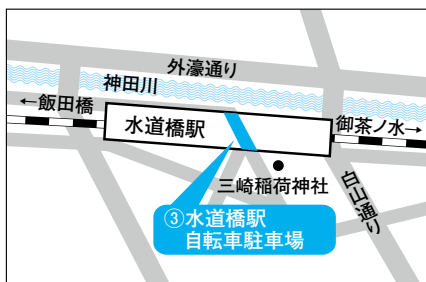 外濠通り
神田川
←飯田橋
水道橋駅
御茶ノ水→
三崎稲荷神社
白山通り
③水道橋駅
自転車駐車場